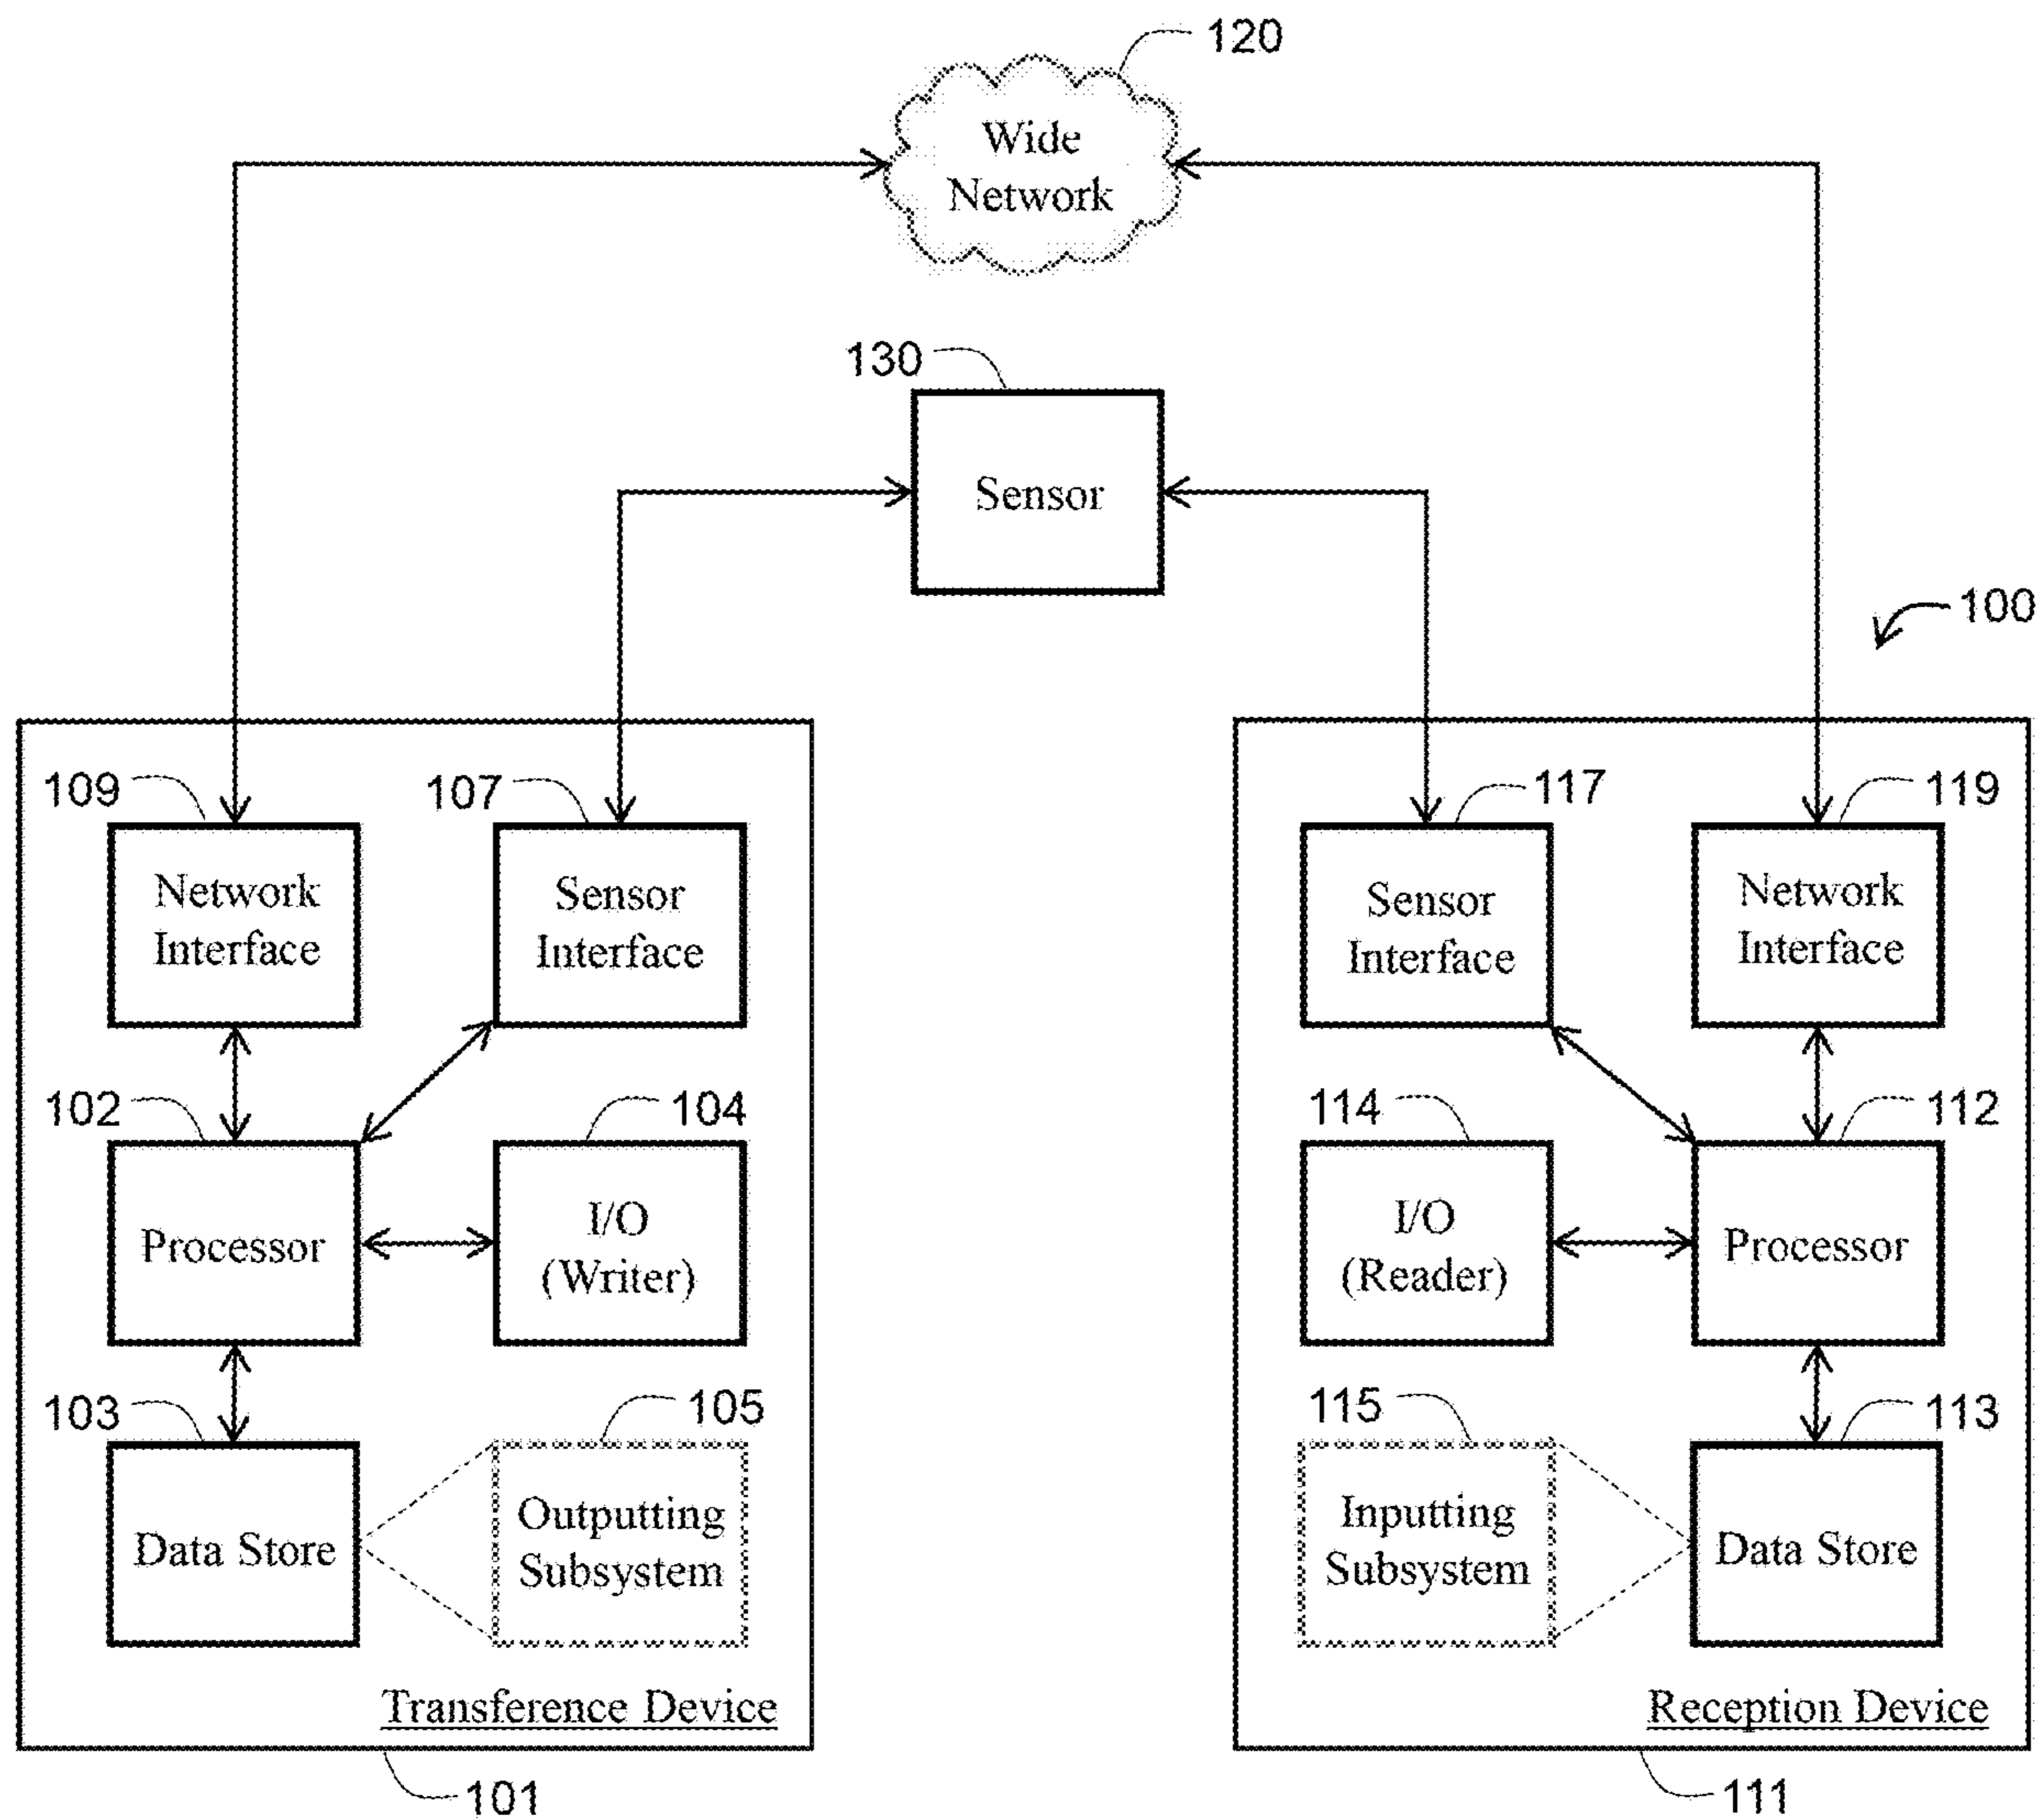 120
Wide
Network
130
Sensor
100
109
107
117
119
Network
Interface
Sensor
Interface
Sensor
Interface
Network
Interface
102
104
114
112
Processor
I/O
(Writer)
I/O
(Reader)
Processor
103
105
115
113
Data Store
Outputting
Subsystem
Inputting
Subsystem
Data Store
Transference Device
Reception Device
101
111